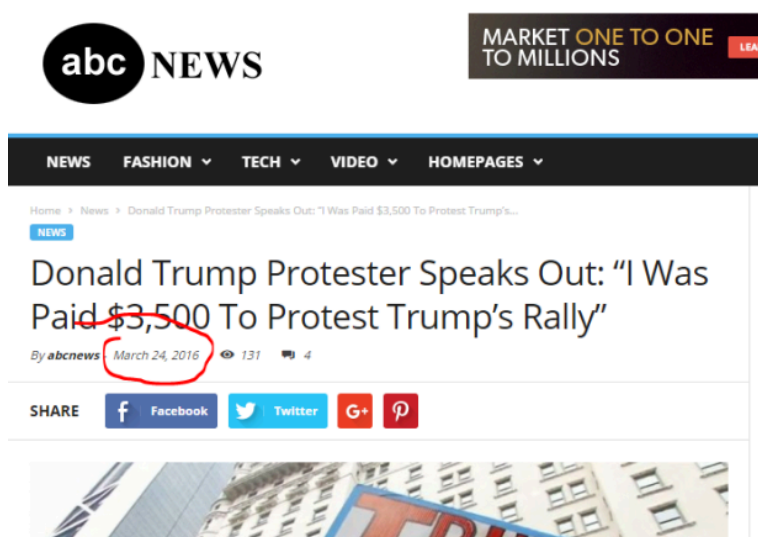 abc NEWS
MARKET ONE TO ONE
TO MILLIONS
NEWS FASHION TECH VIDEO HOMEPAGES
Home > News > Donald Trump Protester Speaks Out: "I Was Paid $3,500 To Protest Trump's...
NEWS
Donald Trump Protester Speaks Out: “I Was
Paid $3,500 To Protest Trump’s Rally”
By abcnews - March 24, 2016 131 4
SHARE Facebook Twitter G+